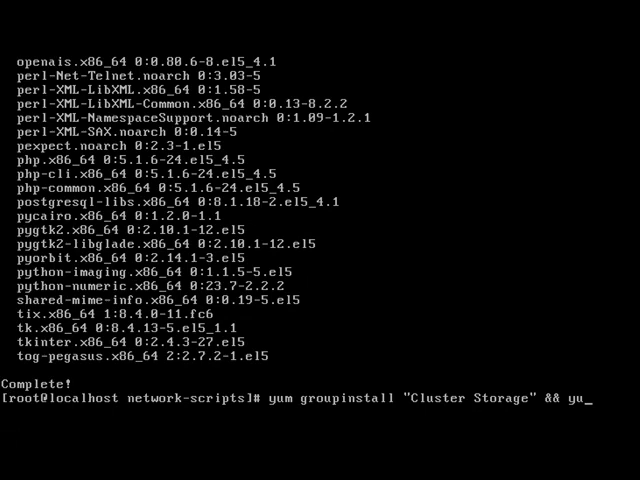 openais.x86_64 0:0.80.6-8.el5_4.1
perl-Net-Telnet.noarch 0:3.03-5
perl-XML-LibXML.x86_64 0:1.58-5
perl-XML-LibXML-Common.x86_64 0:0.13-8.2.2
perl-XML-NamespaceSupport.noarch 0:1.09-1.2.1
perl-XML-SAX.noarch 0:0.14-5
pexpect.noarch 0:2.3-1.el5
php.x86_64 0:5.1.6-24.el5_4.5
php-cli.x86_64 0:5.1.6-24.el5_4.5
php-common.x86_64 0:5.1.6-24.el5_4.5
postgresql-libs.x86_64 0:8.1.18-2.el5_4.1
pycairo.x86_64 0:1.2.0-1.1
pygtk2.x86_64 0:2.10.1-12.el5
pygtk2-libglade.x86_64 0:2.10.1-12.el5
pyorbit.x86_64 0:2.14.1-3.el5
python-imaging.x86_64 0:1.1.5-5.el5
python-numeric.x86_64 0:23.7-2.2.2
shared-mime-info.x86_64 0:0.19-5.el5
tix.x86_64 1:8.4.0-11.fc6
tk.x86_64 0:8.4.13-5.el5_1.1
tkinter.x86_64 0:2.4.3-27.el5
tog-pegasus.x86_64 2:2.7.2-1.el5
Complete!
[root@localhost network-scripts]# yum groupinstall "Cluster Storage" && yu_